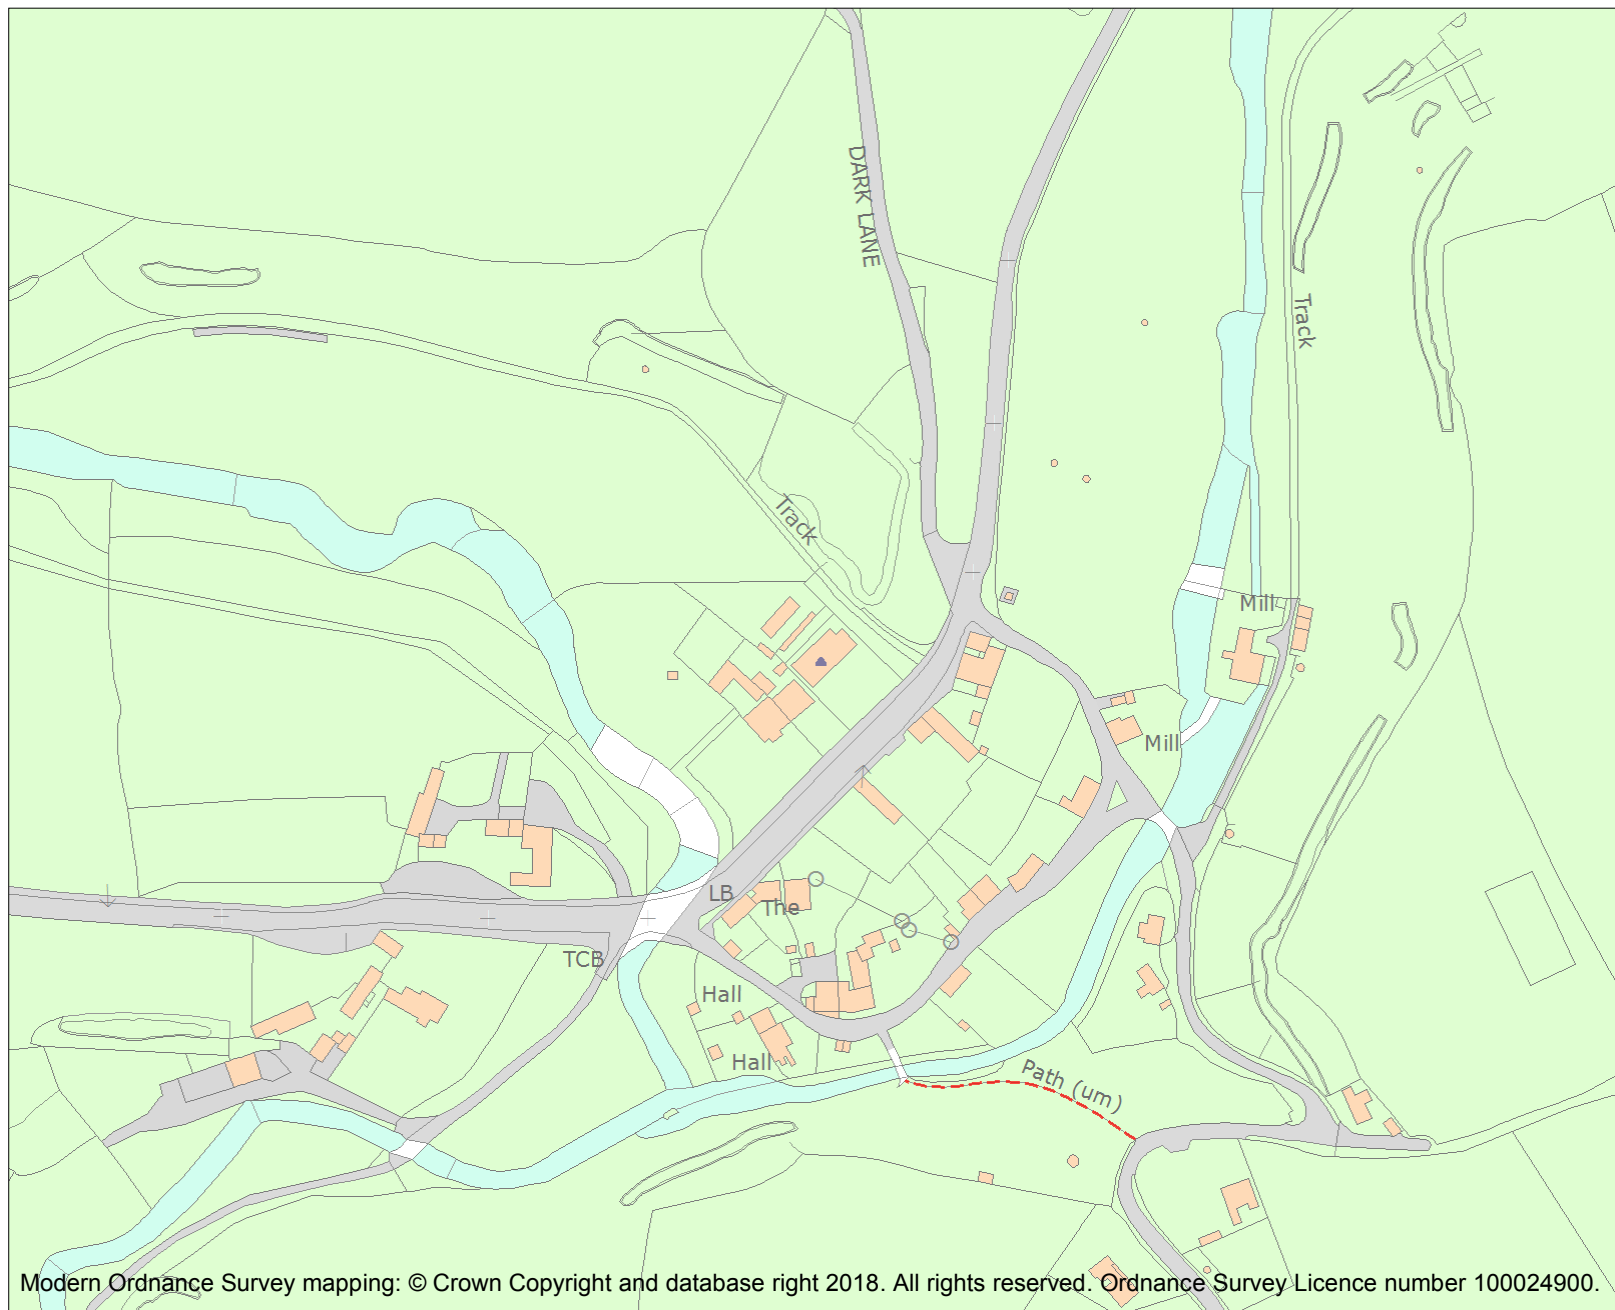 DARK LANE
Track
Track
Mill
Mill
LB
The
TCB
Hall
Hall
Path (um)
Modern Ordnance Survey mapping: © Crown Copyright and database right 2018. All rights reserved. Ordnance Survey Licence number 100024900.